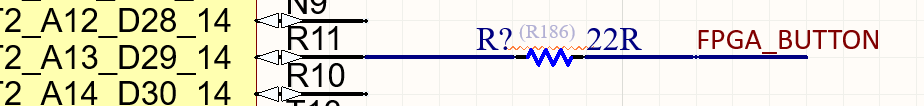 N9
T2_A12_D28_14
R11 R? (R186) 22R FPGA_BUTTON
T2_A13_D29_14
R10
T2_A14_D30_14